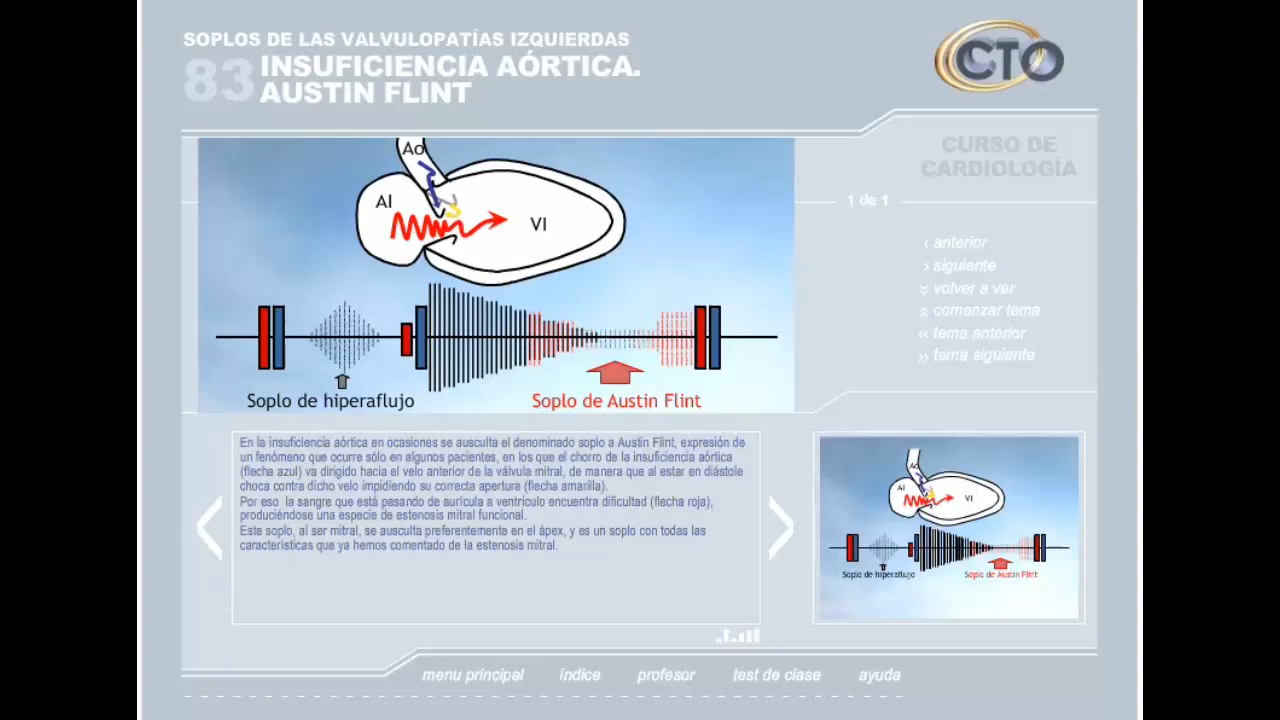 SOPLOS DE LAS VALVULOPATÍAS IZQUIERDAS
83 INSUFICIENCIA AÓRTICA.
AUSTIN FLINT
CTO
CURSO DE
CARDIOLOGÍA
1 de 1
‹ anterior
› siguiente
volver a ver
comenzar tema
‹‹ tema anterior
›› tema siguiente
Ao
AI
VI
Soplo de hiperaflujo
Soplo de Austin Flint
En la insuficiencia aórtica en ocasiones se ausculta el denominado soplo a Austin Flint, expresión de
un fenómeno que ocurre sólo en algunos pacientes, en los que el chorro de la insuficiencia aórtica
(flecha azul) va dirigido hacia el velo anterior de la válvula mitral, de manera que al estar en diástole
choca contra dicho velo impidiendo su correcta apertura (flecha amarilla).
Por eso la sangre que está pasando de aurícula a ventrículo encuentra dificultad (flecha roja),
produciéndose una especie de estenosis mitral funcional.
Este soplo, al ser mitral, se ausculta preferentemente en el ápex, y es un soplo con todas las
características que ya hemos comentado de la estenosis mitral.
Ao
AI
VI
Soplo de hiperaflujo
Soplo de Austin Flint
menu principal
índice
profesor
test de clase
ayuda